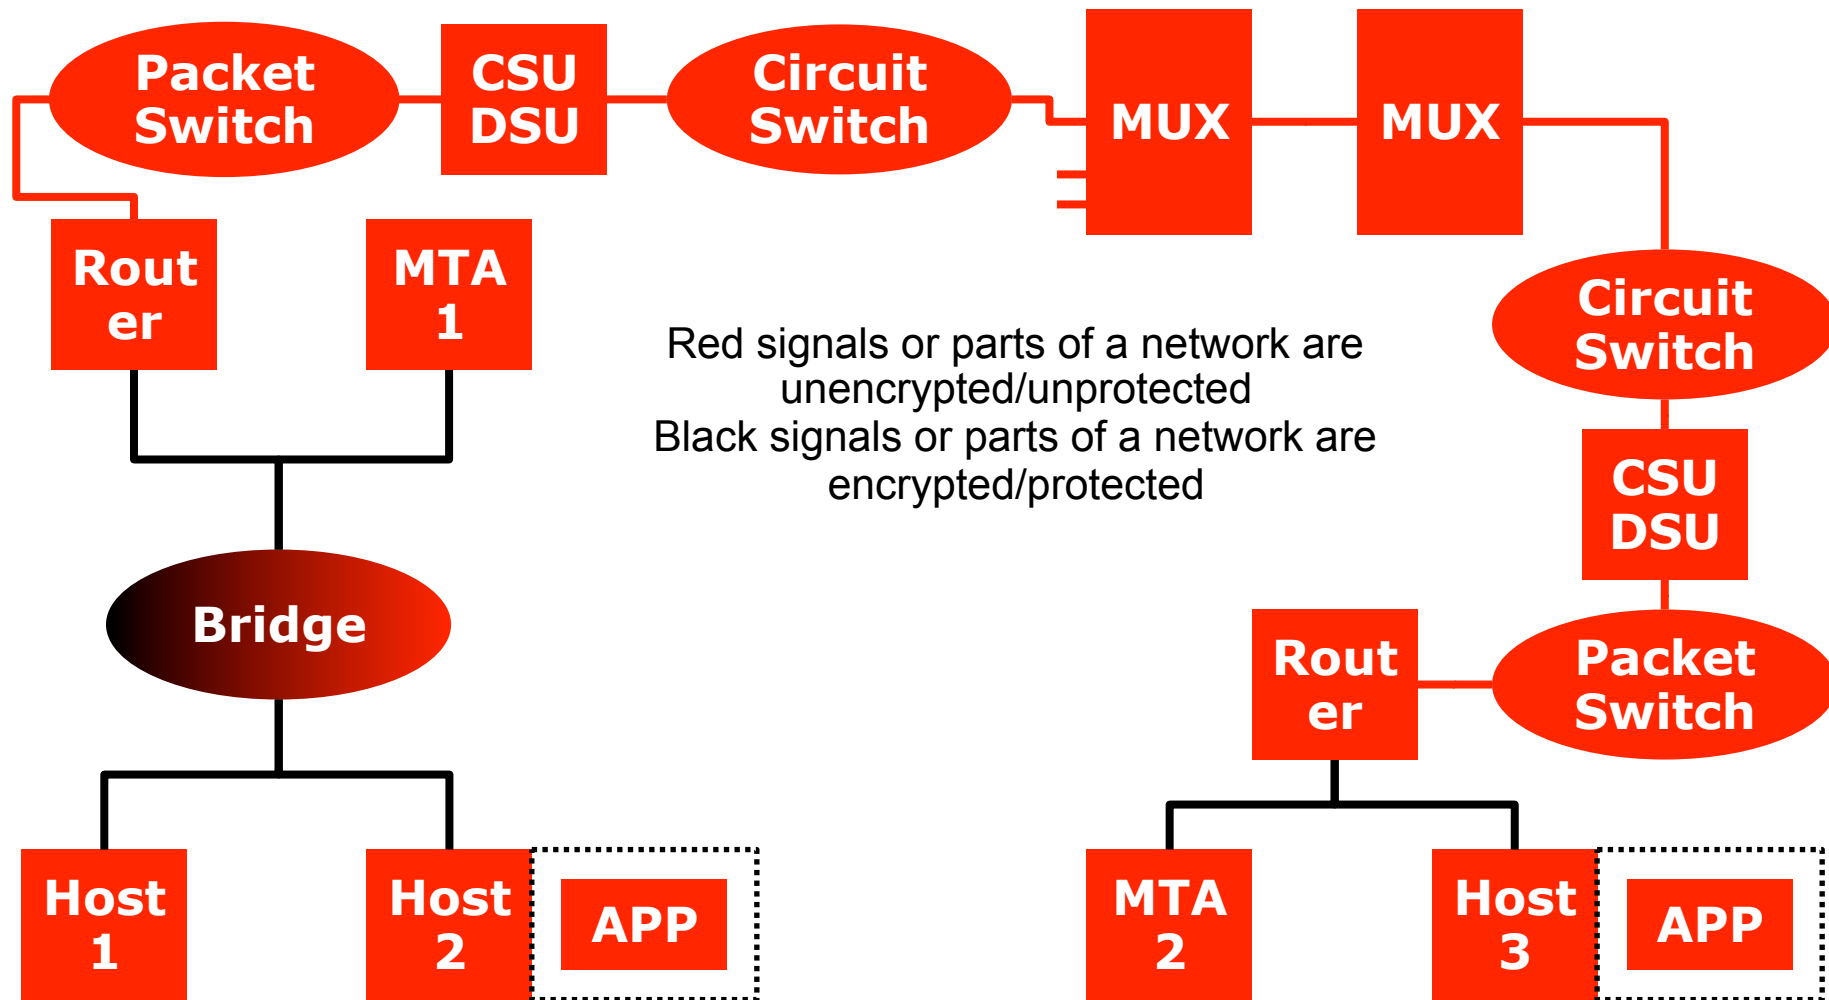 Packet
Switch
CSU
DSU
Circuit
Switch
MUX
MUX
Rout
er
MTA
1
Red signals or parts of a network are
unencrypted/unprotected
Black signals or parts of a network are
encrypted/protected
Circuit
Switch
CSU
DSU
Bridge
Rout
er
Packet
Switch
Host
1
Host
2
APP
MTA
2
Host
3
APP